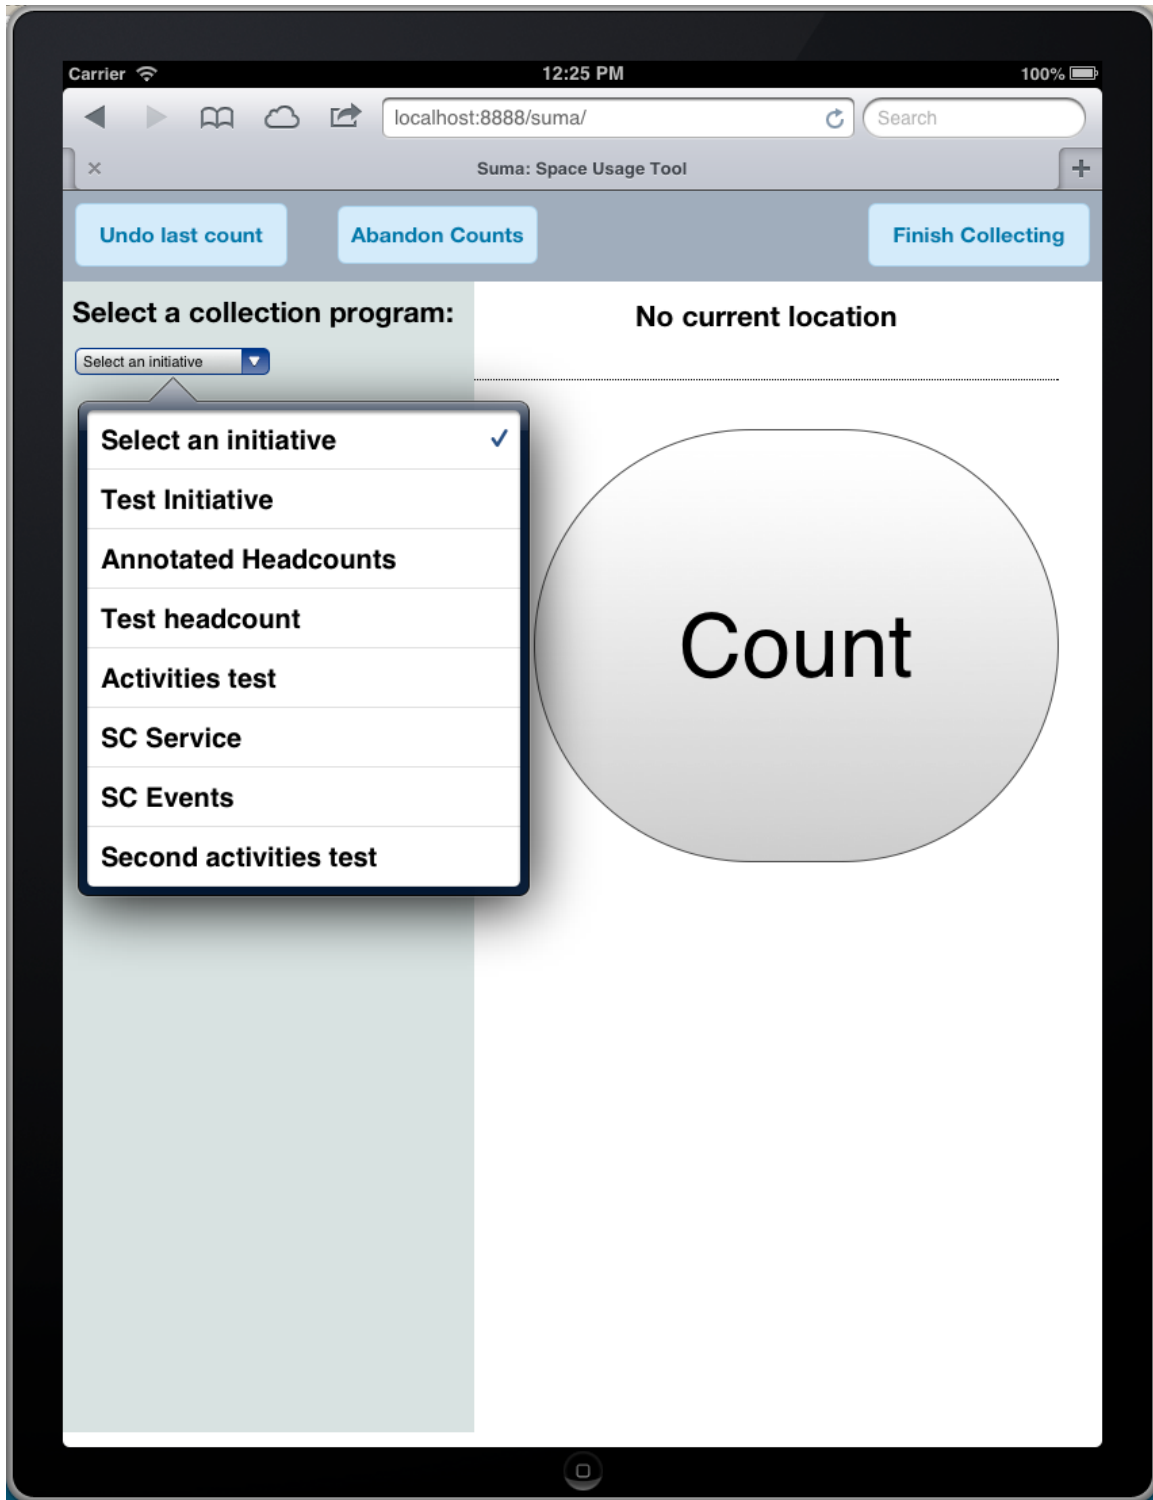 Carrier 12:25 PM 100%
localhost:8888/suma/ Search
Suma: Space Usage Tool
Undo last count Abandon Counts Finish Collecting
Select a collection program: No current location
Select an initiative
Select an initiative
Test Initiative
Annotated Headcounts
Test headcount
Activities test
SC Service
SC Events
Second activities test
Count